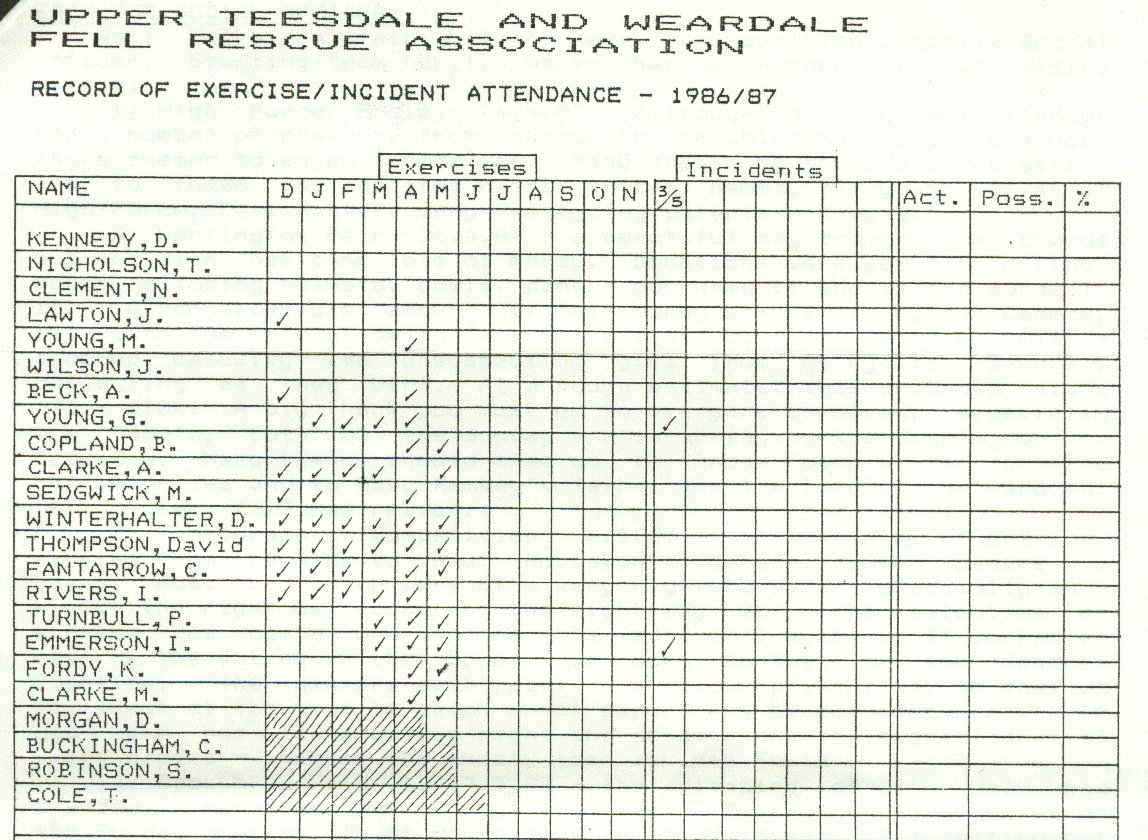 UPPER TEESDALE AND WEARDALE
FELL RESCUE ASSOCIATION
RECORD OF EXERCISE/INCIDENT ATTENDANCE - 1986/87
Exercises Incidents
NAME D J F M A M J J A S O N 3/5 Act. Poss. %
KENNEDY,D.
NICHOLSON,T.
CLEMENT,N.
LAWTON,J. ✓
YOUNG,M. ✓
WILSON,J.
BECK,A. ✓ ✓
YOUNG,G. ✓ ✓ ✓ ✓ ✓
COPLAND,B. ✓ ✓
CLARKE,A. ✓ ✓ ✓ ✓ ✓
SEDGWICK,M. ✓ ✓ ✓
WINTERHALTER,D. ✓ ✓ ✓ ✓ ✓ ✓
THOMPSON,David ✓ ✓ ✓ ✓ ✓ ✓
FANTARROW,C. ✓ ✓ ✓ ✓ ✓
RIVERS,I. ✓ ✓ ✓ ✓ ✓
TURNBULL,P. ✓ ✓ ✓
EMMERSON,I. ✓ ✓ ✓ ✓
FORDY,K. ✓ ✓
CLARKE,M. ✓ ✓
MORGAN,D.
BUCKINGHAM,C.
ROBINSON,S.
COLE,T.